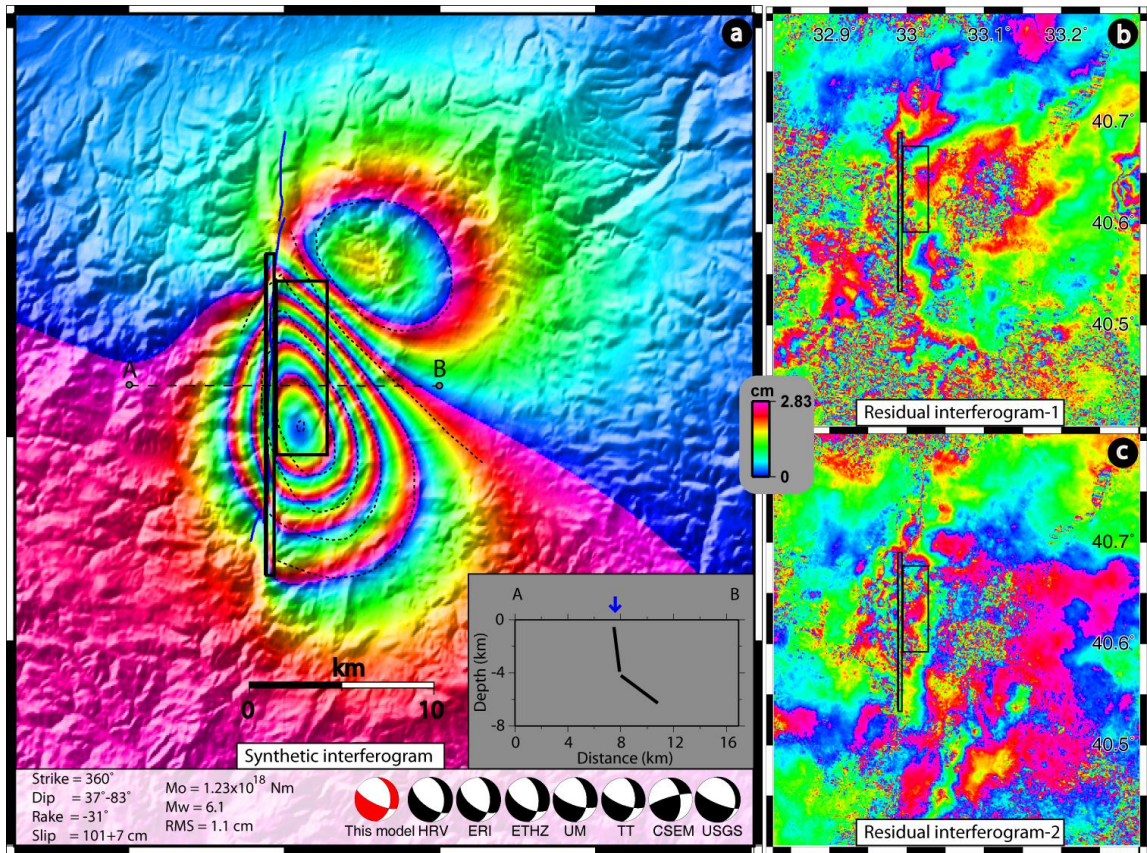 a
A
B
km
0 10
Synthetic interferogram
A B
0
-4
-8
Depth (km)
0 4 8 12 16
Distance (km)
Strike = 360°
Dip = 37°-83°
Rake = -31°
Slip = 101+7 cm
Mo = 1.23x10^18 Nm
Mw = 6.1
RMS = 1.1 cm
This model HRV ERI ETHZ UM TT CSEM USGS
cm
2.83
0
b
32.9° 33° 33.1° 33.2°
40.7°
40.6°
40.5°
Residual interferogram-1
c
40.7°
40.6°
40.5°
Residual interferogram-2